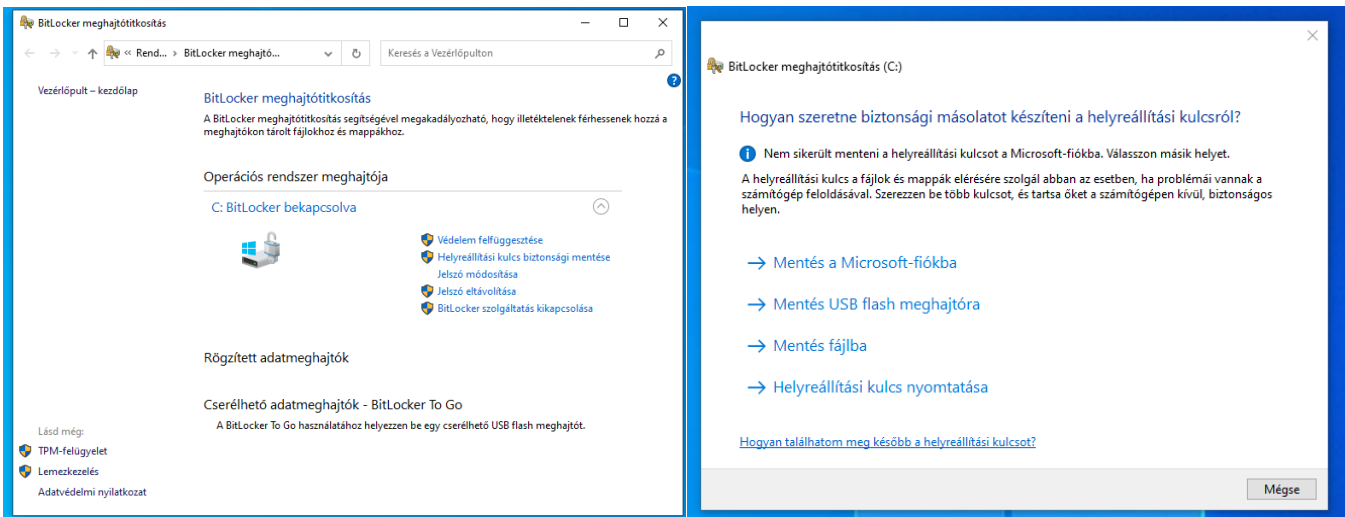 BitLocker meghajtótitkosítás
« Rend... › BitLocker meghajtó...
Keresés a Vezérlőpulton
Vezérlőpult – kezdőlap
BitLocker meghajtótitkosítás
A BitLocker meghajtótitkosítás segítségével megakadályozható, hogy illetéktelenek férhessenek hozzá a
meghajtókon tárolt fájlokhoz és mappákhoz.
Operációs rendszer meghajtója
C: BitLocker bekapcsolva
Védelem felfüggesztése
Helyreállítási kulcs biztonsági mentése
Jelszó módosítása
Jelszó eltávolítása
BitLocker szolgáltatás kikapcsolása
Rögzített adatmeghajtók
Cserélhető adatmeghajtók - BitLocker To Go
A BitLocker To Go használatához helyezzen be egy cserélhető USB flash meghajtót.
Lásd még:
TPM-felügyelet
Lemezkezelés
Adatvédelmi nyilatkozat
BitLocker meghajtótitkosítás (C:)
Hogyan szeretne biztonsági másolatot készíteni a helyreállítási kulcsról?
Nem sikerült menteni a helyreállítási kulcsot a Microsoft-fiókba. Válasszon másik helyet.
A helyreállítási kulcs a fájlok és mappák elérésére szolgál abban az esetben, ha problémái vannak a
számítógép feloldásával. Szerezzen be több kulcsot, és tartsa őket a számítógépen kívül, biztonságos
helyen.
Mentés a Microsoft-fiókba
Mentés USB flash meghajtóra
Mentés fájlba
Helyreállítási kulcs nyomtatása
Hogyan találhatom meg később a helyreállítási kulcsot?
Mégse